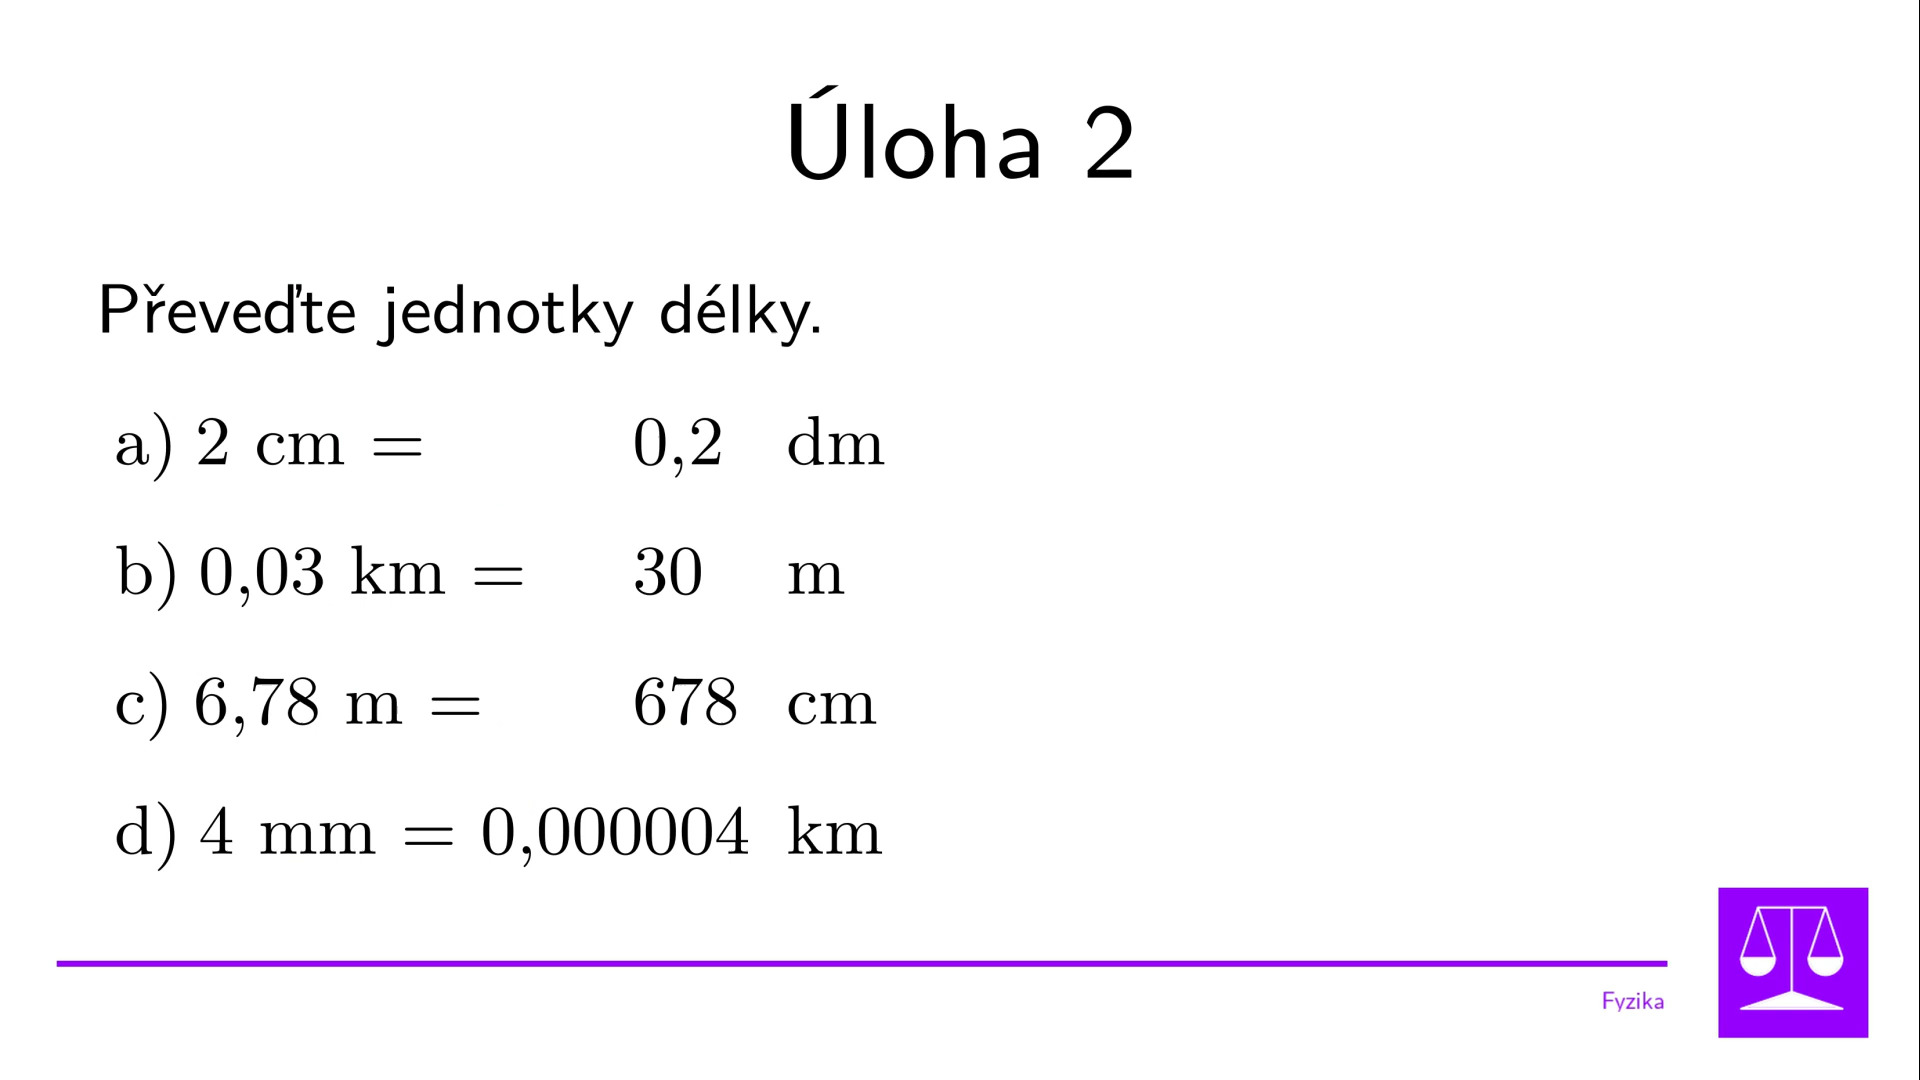 Úloha 2
Převeďte jednotky délky.
a) 2 cm = 0,2 dm
b) 0,03 km = 30 m
c) 6,78 m = 678 cm
d) 4 mm = 0,000004 km
Fyzika